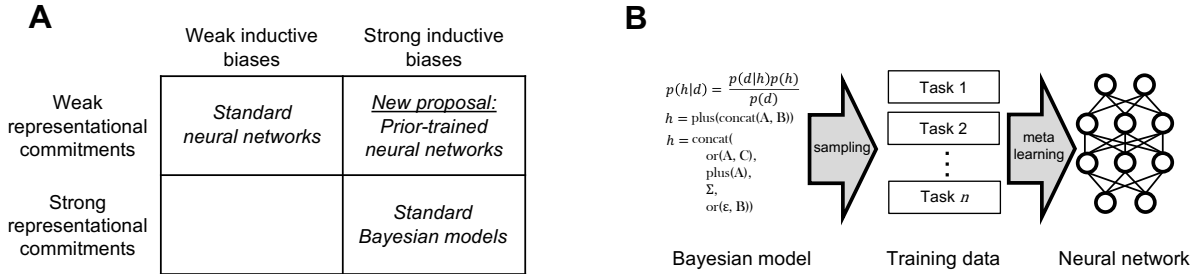 A
Weak inductive
biases
Strong inductive
biases
Weak
representational
commitments
Standard
neural networks
New proposal:
Prior-trained
neural networks
Strong
representational
commitments
Standard
Bayesian models
B
p(h|d) = p(d|h)p(h) / p(d)
h = plus(concat(A, B))
h = concat(
or(A, C),
plus(A),
Σ,
or(ε, B))
sampling
Task 1
Task 2
⋮
Task n
meta
learning
Bayesian model
Training data
Neural network